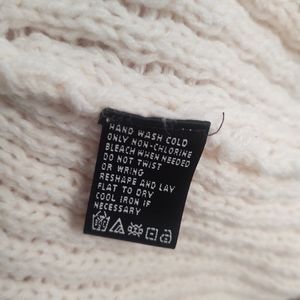 HAND WASH COLD
ONLY NON-CHLORINE
BLEACH WHEN NEEDED
DO NOT TWIST
OR WRING
RESHAPE AND LAY
FLAT TO DRY
COOL IRON IF
NECESSARY